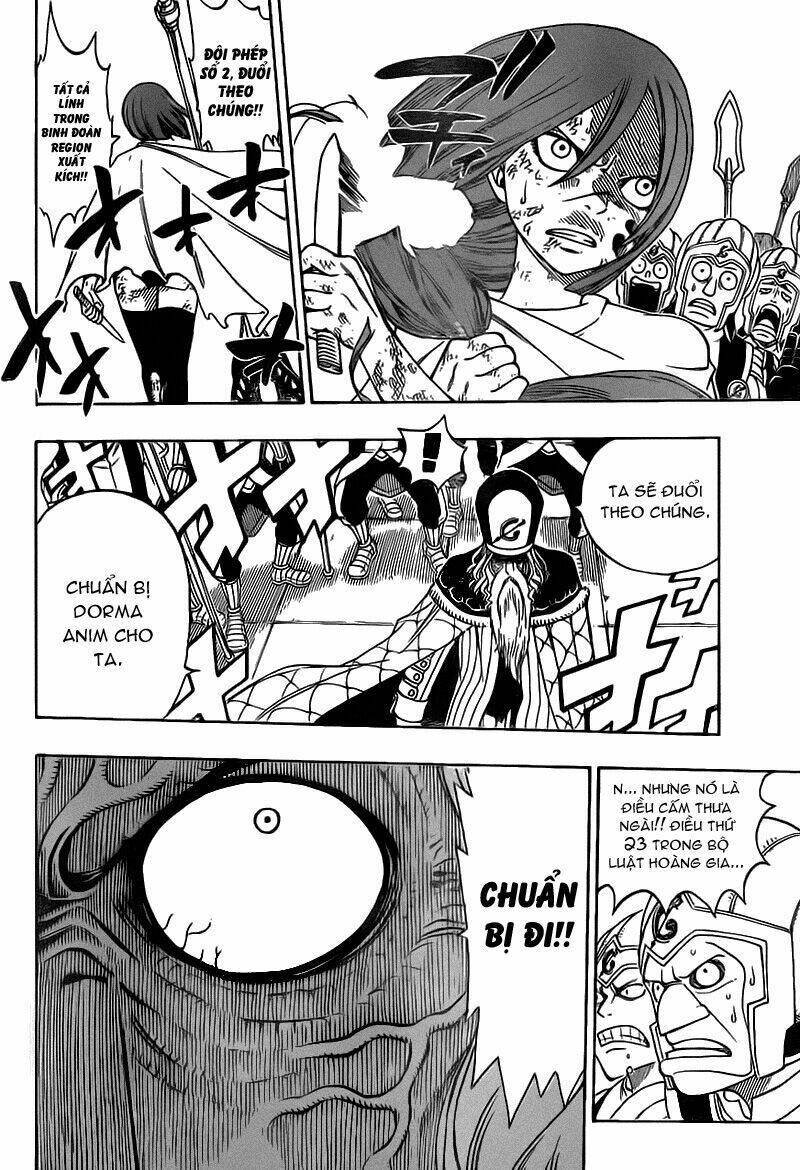 ĐỘI PHÉP
SỐ 2, ĐUỔI
THEO
CHÚNG!!
TẤT CẢ
LÍNH
TRONG
BINH ĐOÀN
REGION
XUẤT
KÍCH!!
TA SẼ ĐUỔI
THEO CHÚNG.
!
CHUẨN BỊ
DORMA
ANIM CHO
TA.
N... NHƯNG NÓ LÀ
ĐIỀU CẤM THƯA
NGÀI!! ĐIỀU THỨ
23 TRONG BỘ
LUẬT HOÀNG GIA...
CHUẨN
BỊ ĐI!!